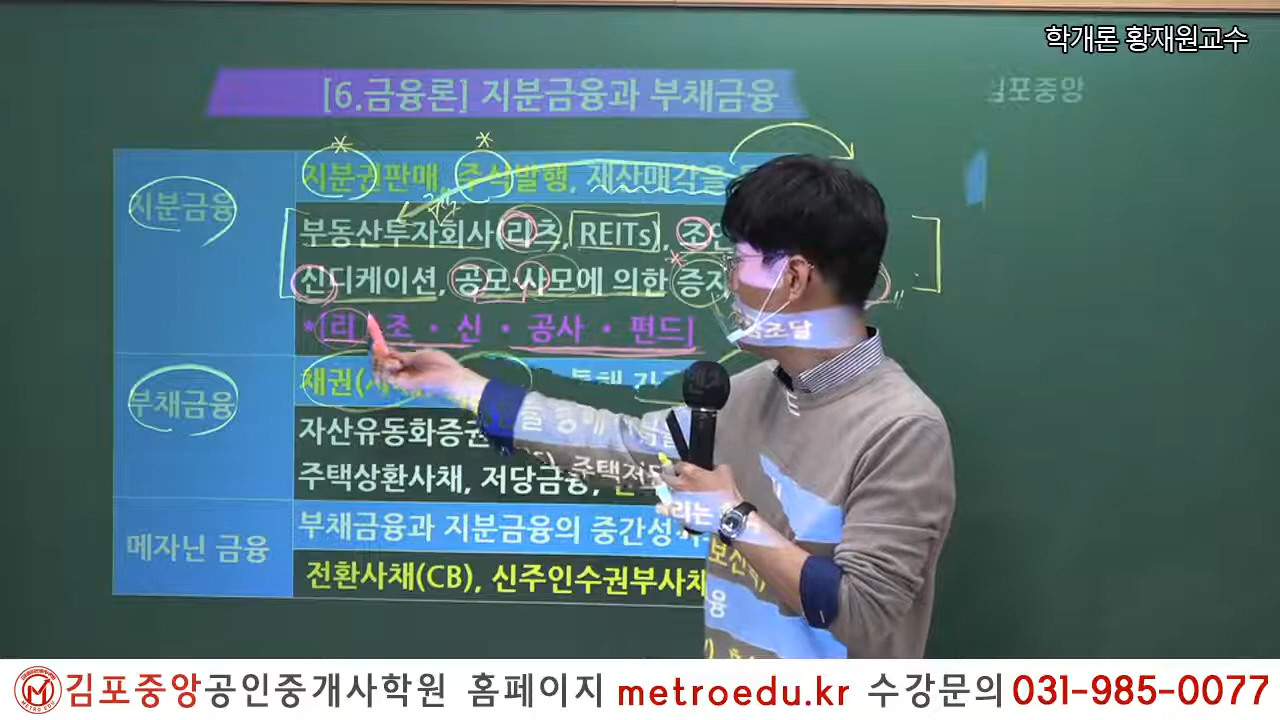 학개론 황재원교수
[6.금융론] 지분금융과 부채금융
김포중앙
지분금융
지분권판매, 주식발행, 재산매각을
부동산투자회사(리츠, REITs), 조인
신디케이션, 공모·사모에 의한 증자
*[리 · 조 · 신 · 공사 · 펀드]
부채금융
채권(
통해
자산유동화증권
주택상환사채, 저당금융,
주택저당
메자닌 금융
부채금융과 지분금융의 중간성
전환사채(CB), 신주인수권부사채
김포중앙공인중개사학원 홈페이지 metroedu.kr 수강문의 031-985-0077